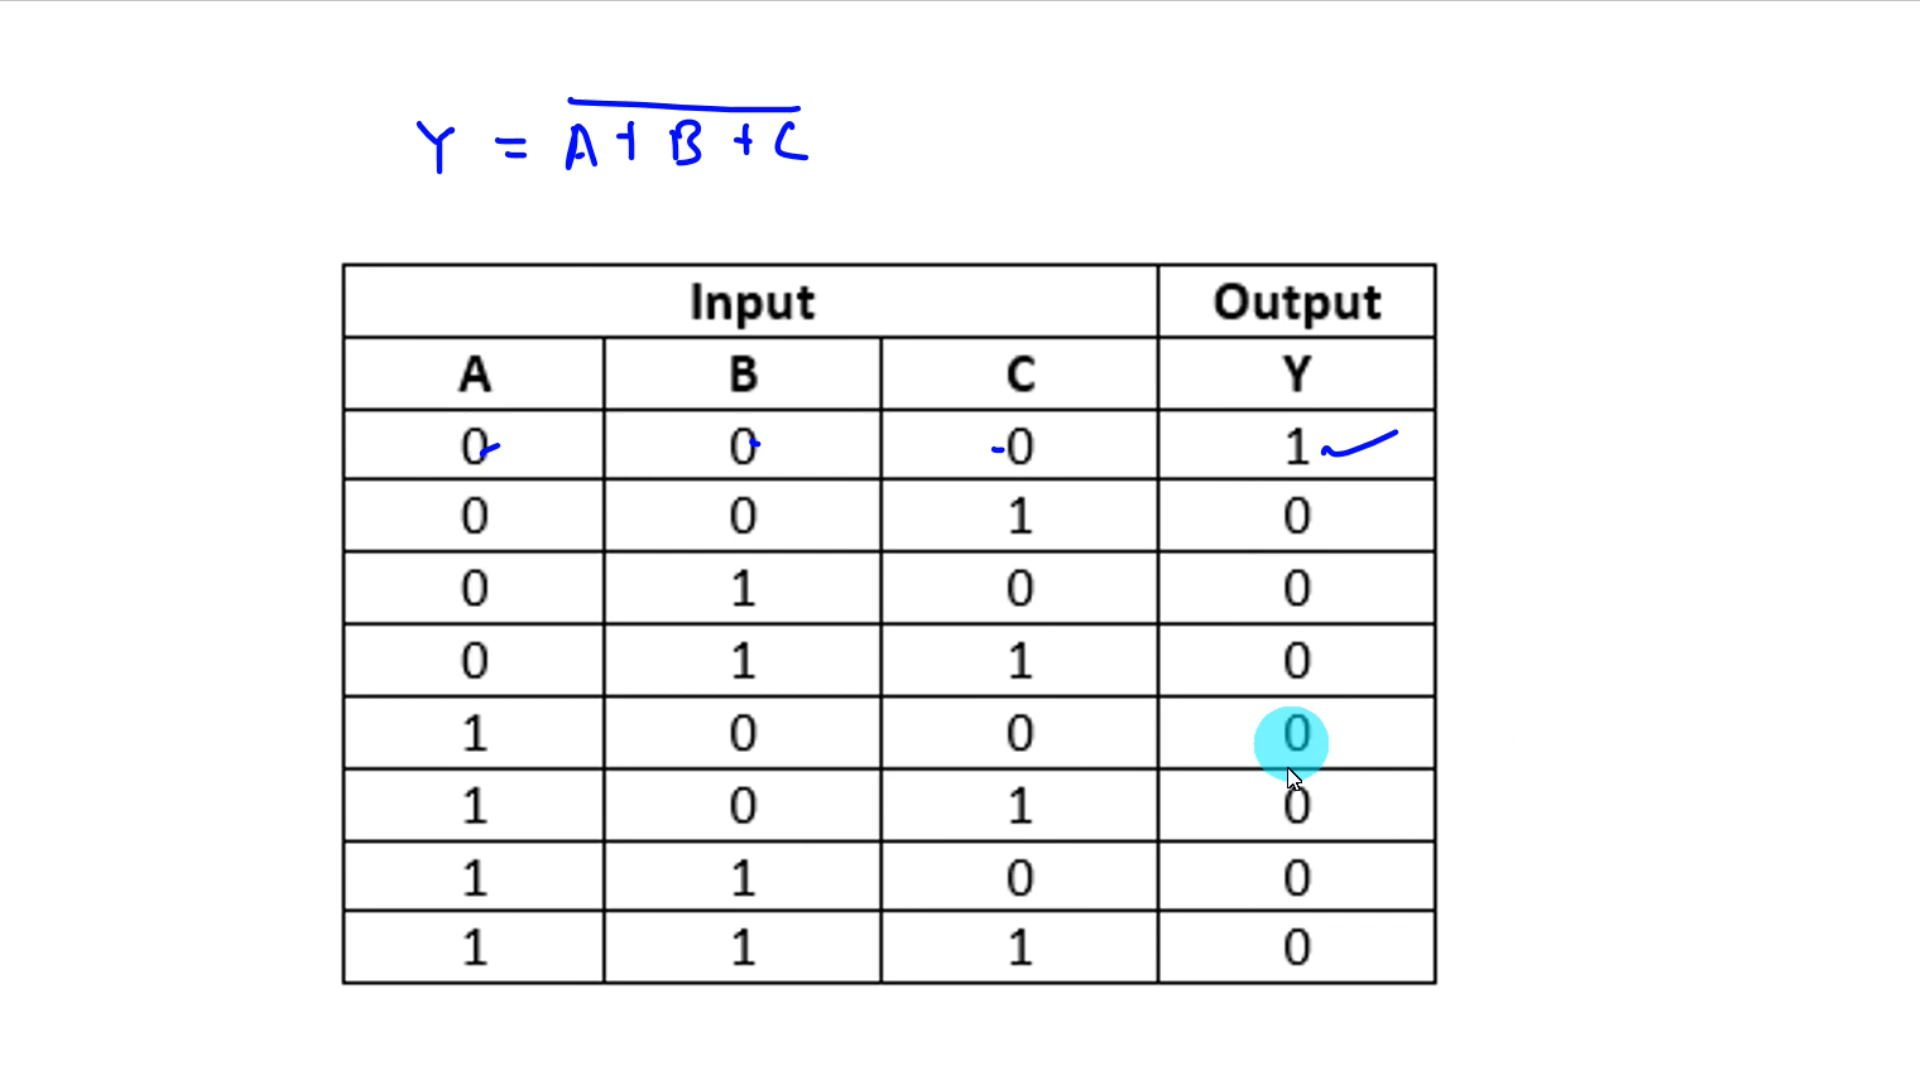 Y = \overline{A + B + C}
Input Output
A B C Y
0 0 0 1
0 0 1 0
0 1 0 0
0 1 1 0
1 0 0 0
1 0 1 0
1 1 0 0
1 1 1 0